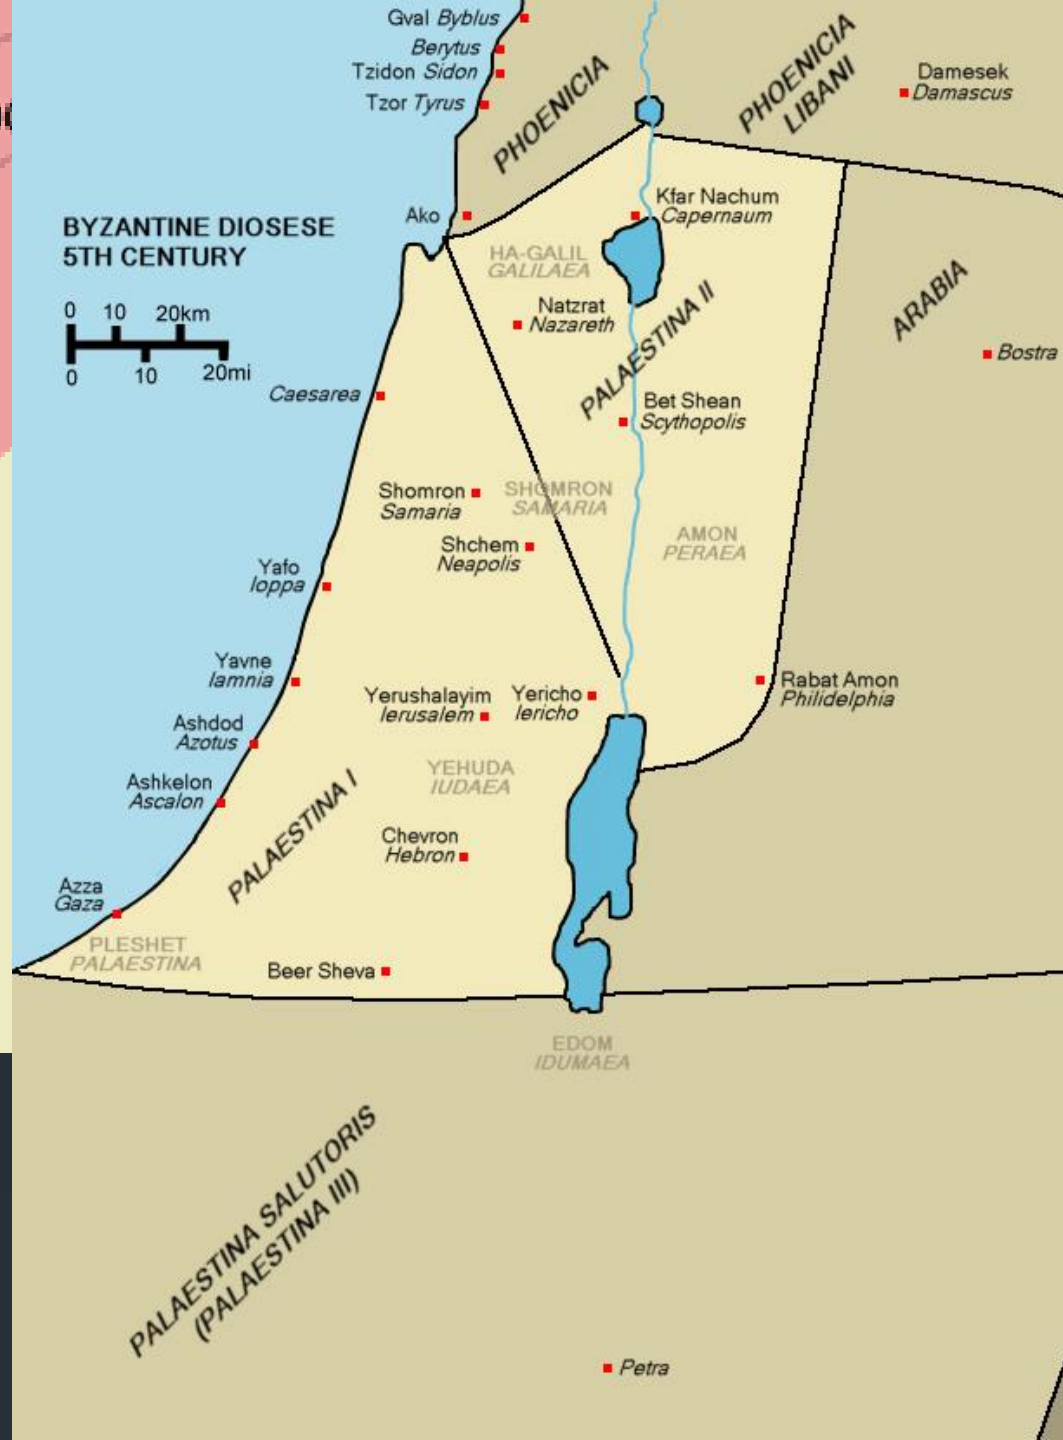 Gval Byblus
Berytus
Tzidon Sidon
Tzor Tyrus
PHOENICIA
PHOENICIA
LIBANI
Damesek
Damascus
Ako
Kfar Nachum
Capernaum
BYZANTINE DIOSESE
5TH CENTURY
HA-GALIL
GALILAEA
0 10 20km
0 10 20mi
Natzrat
Nazareth
PALAESTINA II
ARABIA
Bostra
Caesarea
Bet Shean
Scythopolis
Shomron
Samaria
SHOMRON
SAMARIA
Shchem
Neapolis
AMON
PERAEA
Yafo
Ioppa
Yavne
Iamnia
Yerushalayim
Ierusalem
Yericho
Iericho
Rabat Amon
Philidelphia
Ashdod
Azotus
Ashkelon
Ascalon
YEHUDA
IUDAEA
PALAESTINA I
Chevron
Hebron
Azza
Gaza
PLESHET
PALAESTINA
Beer Sheva
EDOM
IDUMAEA
PALAESTINA SALUTORIS
(PALAESTINA III)
Petra